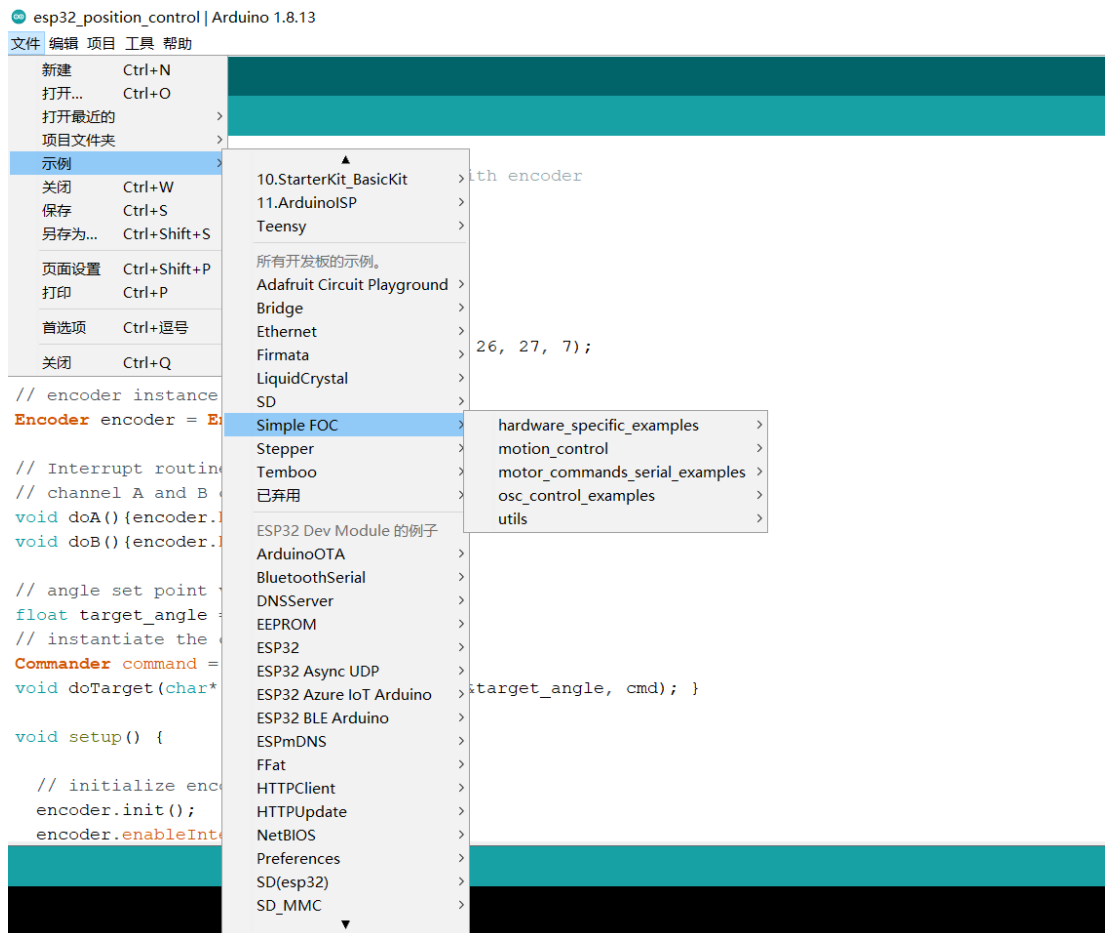 esp32_position_control | Arduino 1.8.13
文件 编辑 项目 工具 帮助
新建 Ctrl+N
打开... Ctrl+O
打开最近的
项目文件夹
示例
关闭 Ctrl+W
保存 Ctrl+S
另存为... Ctrl+Shift+S
页面设置 Ctrl+Shift+P
打印 Ctrl+P
首选项 Ctrl+逗号
关闭 Ctrl+Q
10.StarterKit_BasicKit
11.ArduinoISP
Teensy
所有开发板的示例。
Adafruit Circuit Playground
Bridge
Ethernet
Firmata
LiquidCrystal
SD
Simple FOC
Stepper
Temboo
已弃用
ESP32 Dev Module 的例子
ArduinoOTA
BluetoothSerial
DNSServer
EEPROM
ESP32
ESP32 Async UDP
ESP32 Azure IoT Arduino
ESP32 BLE Arduino
ESPmDNS
FFat
HTTPClient
HTTPUpdate
NetBIOS
Preferences
SD(esp32)
SD_MMC
hardware_specific_examples
motion_control
motor_commands_serial_examples
osc_control_examples
utils
with encoder
26, 27, 7);
// encoder instance
Encoder encoder =
// Interrupt routine
// channel A and B
void doA(){encoder.
void doB(){encoder.
// angle set point
float target_angle =
// instantiate the
Commander command =
void doTarget(char* &target_angle, cmd); }
void setup() {
// initialize enco
encoder.init();
encoder.enableInte